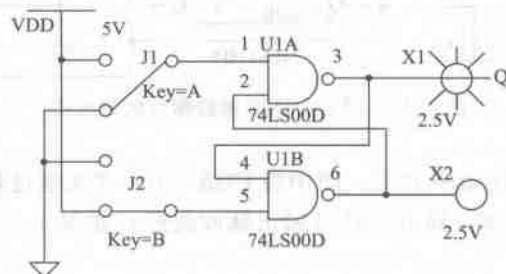 VDD
5V
J1
Key=A
1
2
U1A
3
74LS00D
X1
Q
2.5V
J2
Key=B
4
5
U1B
6
74LS00D
X2
2.5V